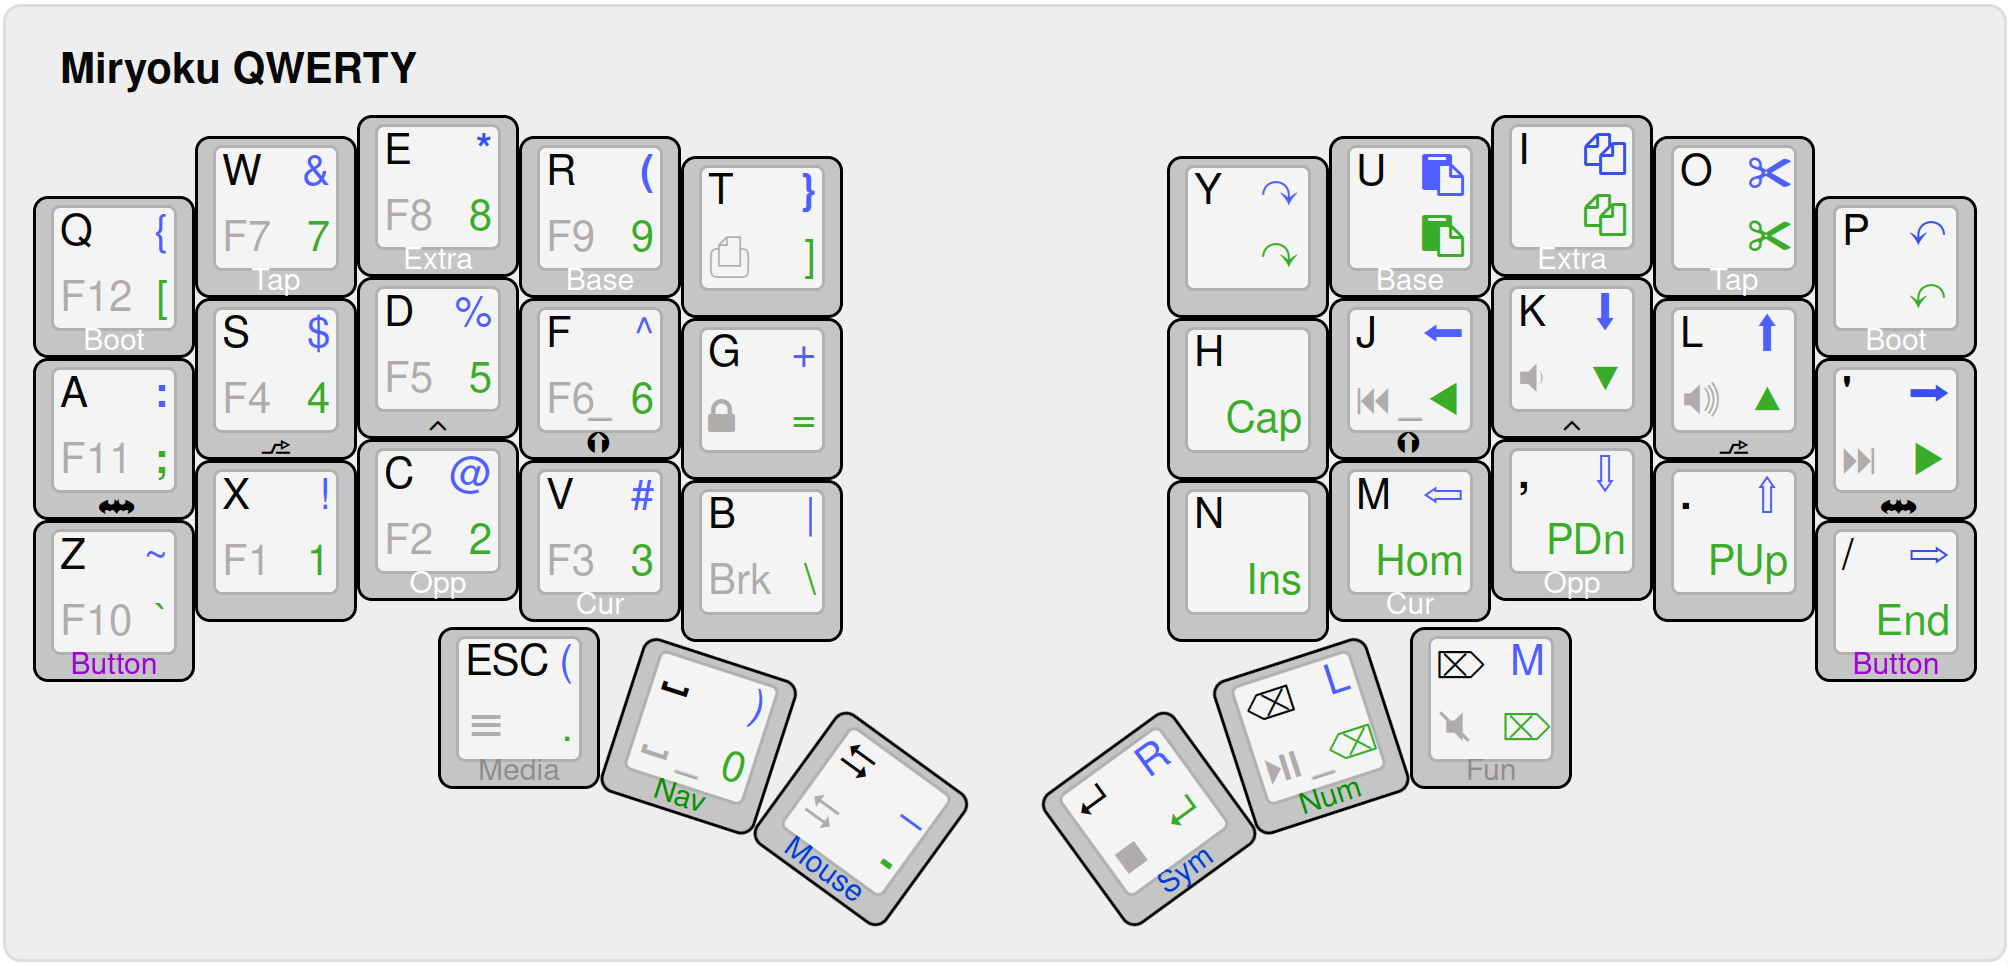 Miryoku QWERTY
Q {
F12 [
Boot
W &
F7 7
Tap
E *
F8 8
Extra
R (
F9 9
Base
T }
]
Y
U
Base
I
Extra
O
Tap
P
Boot
A :
F11 ;
S $
F4 4
D %
F5 5
^
F ^
F6_ 6
G +
=
H
Cap
J
_
K
^
L
'
Z ~
F10 `
Button
X !
F1 1
C @
F2 2
Opp
V #
F3 3
Cur
B |
Brk \
N
Ins
M
Hom
Cur
,
PDn
Opp
.
PUp
/
End
Button
ESC (
.
Media
)
_ 0
Nav
_
-
Mouse
R
Sym
L
_
Num
M
Fun